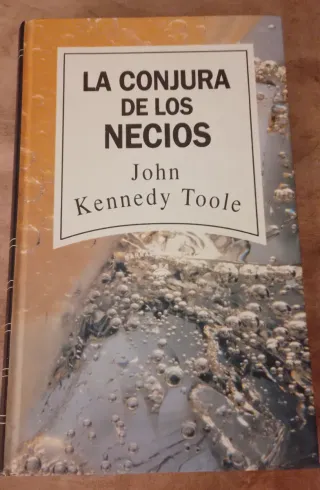 LA CONJURA
DE LOS
NECIOS
John
Kennedy Toole